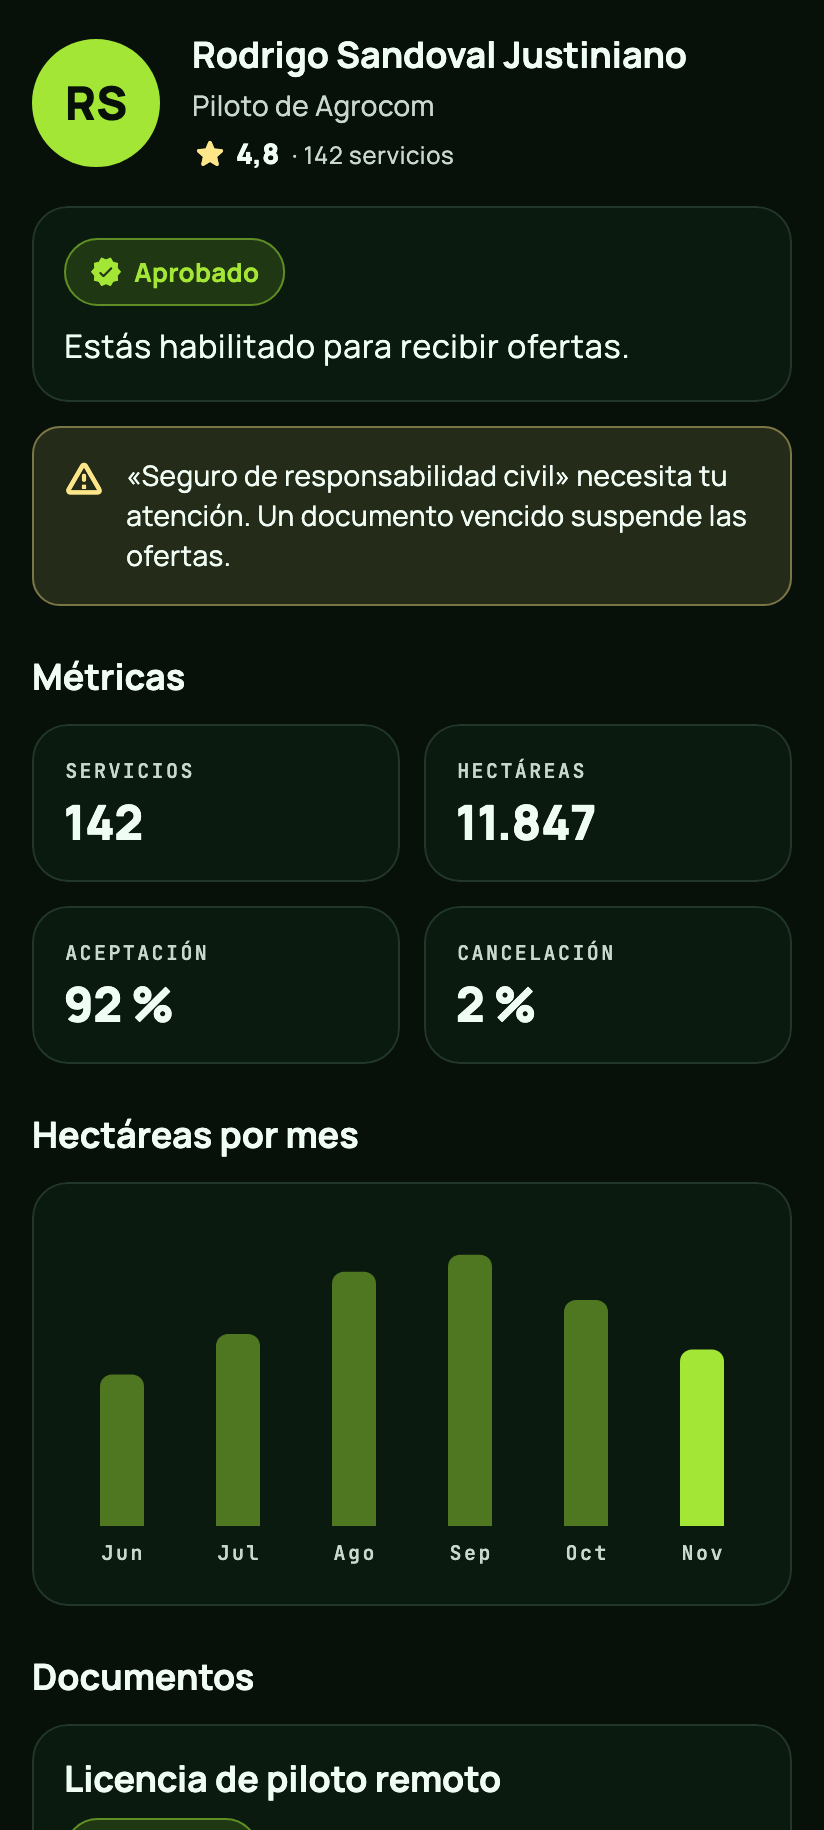 RS
Rodrigo Sandoval Justiniano
Piloto de Agrocom
4,8 · 142 servicios
Aprobado
Estás habilitado para recibir ofertas.
«Seguro de responsabilidad civil» necesita tu
atención. Un documento vencido suspende las
ofertas.
Métricas
SERVICIOS
142
HECTÁREAS
11.847
ACEPTACIÓN
92 %
CANCELACIÓN
2 %
Hectáreas por mes
Jun Jul Ago Sep Oct Nov
Documentos
Licencia de piloto remoto